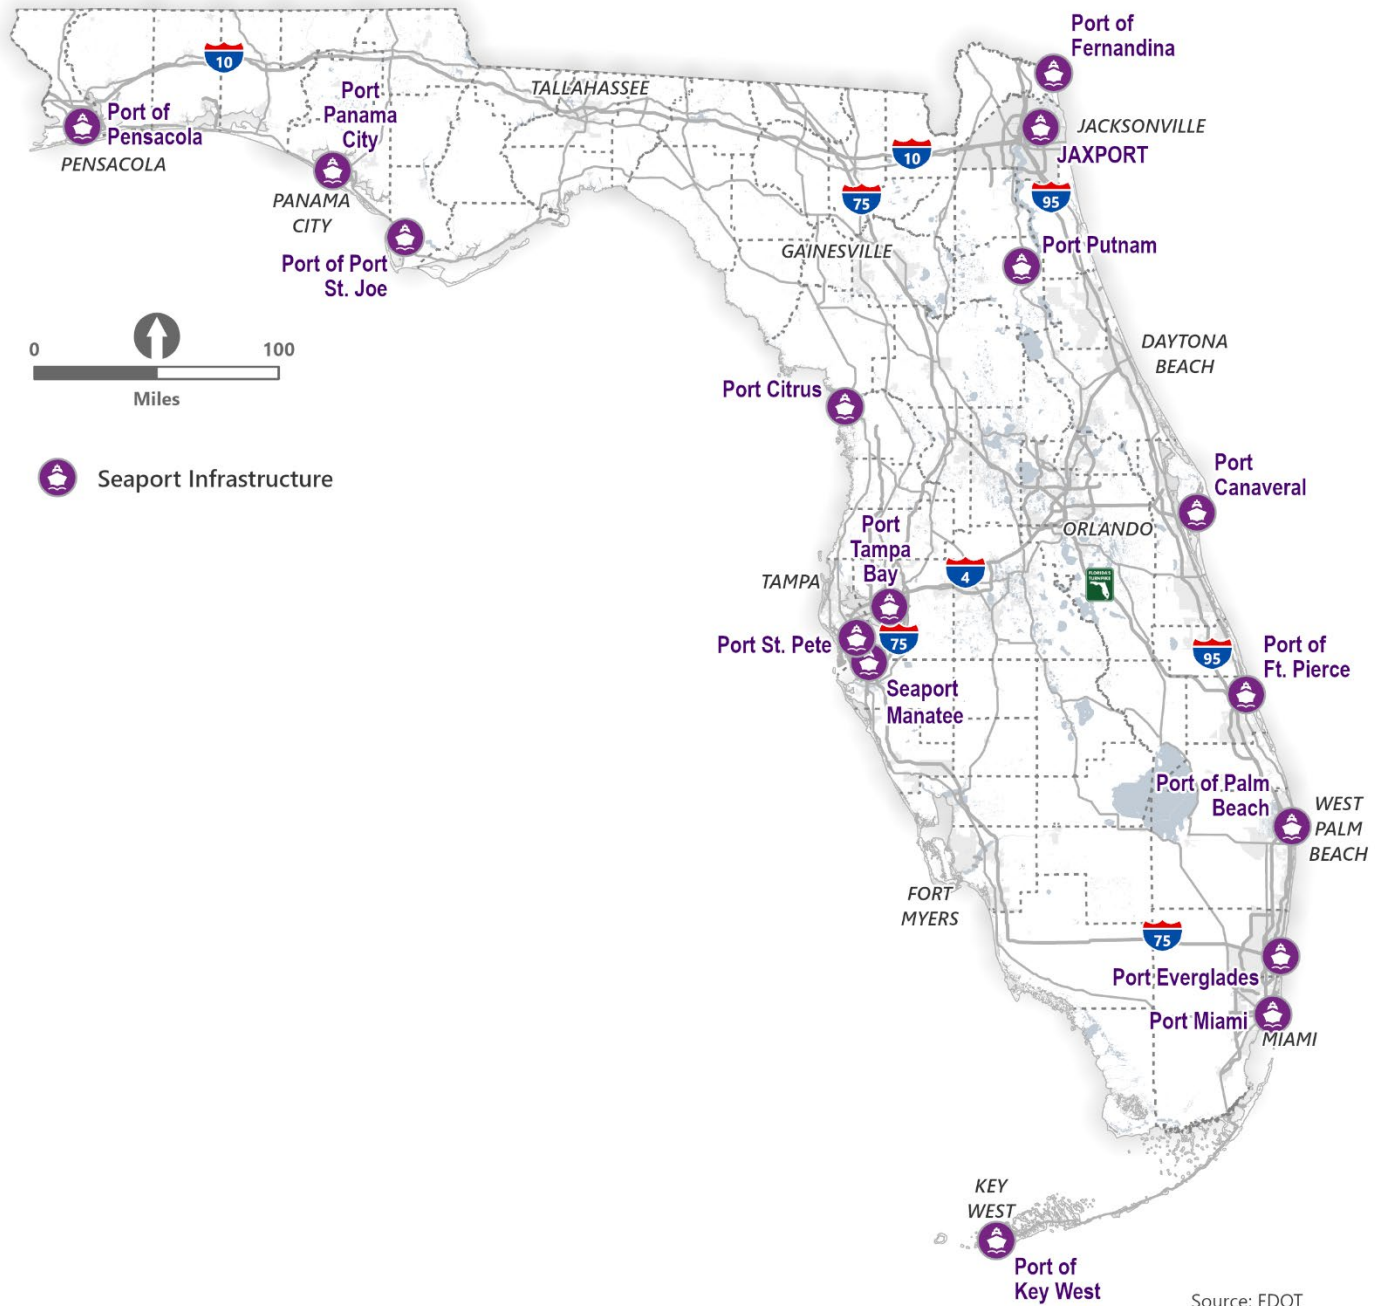 Port of
Fernandina
10
TALLAHASSEE
Port
Panama
City
Port of
Pensacola
PENSACOLA
JACKSONVILLE
JAXPORT
10
75
95
PANAMA
CITY
Port of Port
St. Joe
GAINESVILLE
Port Putnam
0
100
Miles
DAYTONA
BEACH
Port Citrus
Seaport Infrastructure
Port
Canaveral
ORLANDO
Port
Tampa
Bay
TAMPA
4
FLORIDA'S
TURNPIKE
Port St. Pete
75
Seaport
Manatee
95
Port of
Ft. Pierce
Port of Palm
Beach
WEST
PALM
BEACH
FORT
MYERS
75
Port Everglades
Port Miami
MIAMI
KEY
WEST
Port of
Key West
Source: FDOT